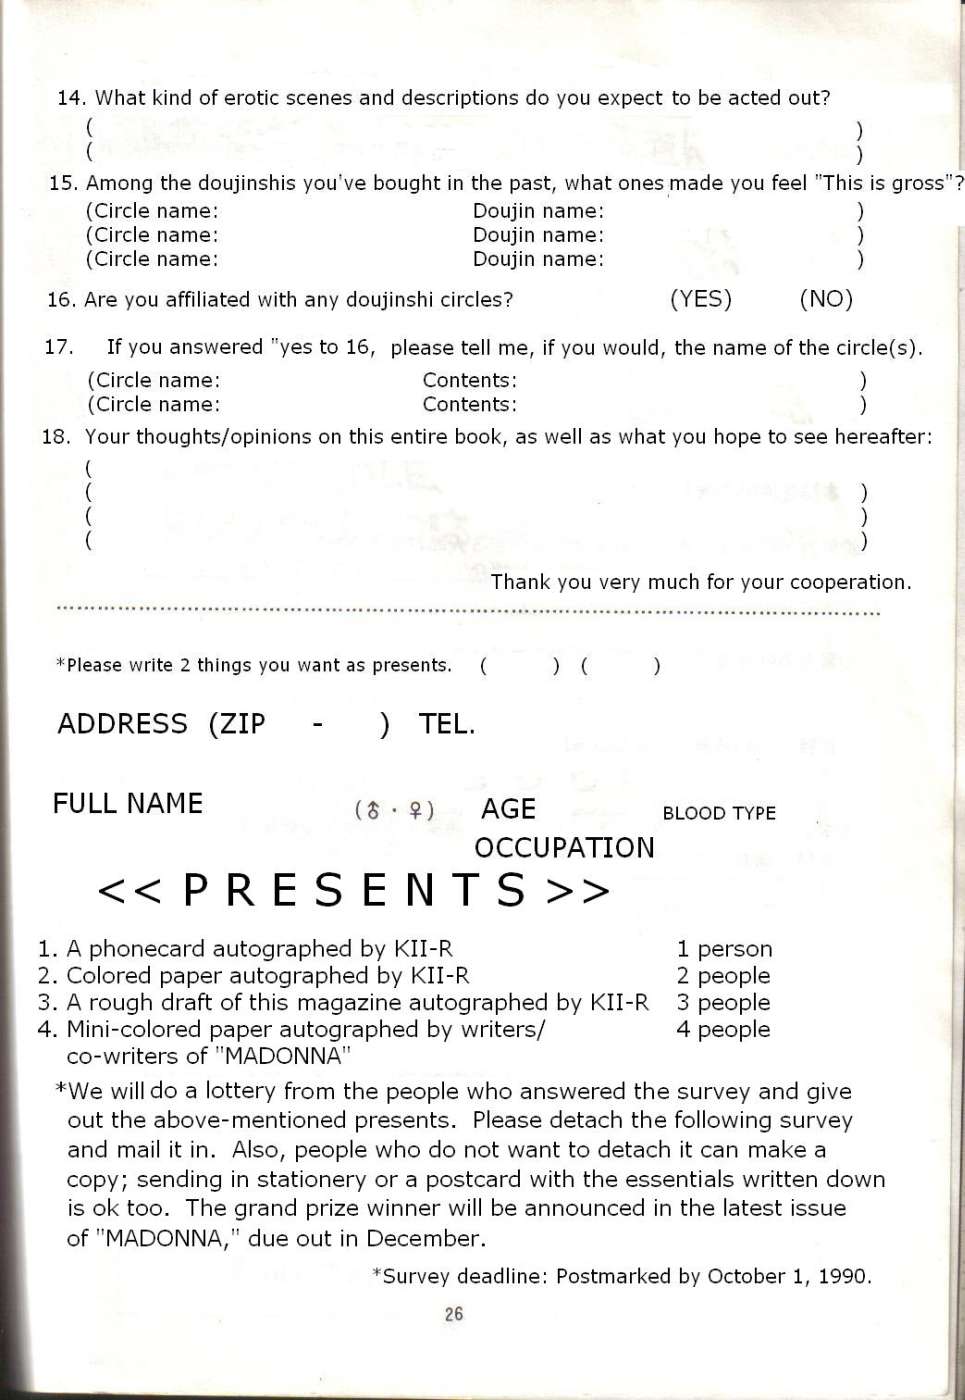 14. What kind of erotic scenes and descriptions do you expect to be acted out?
( )
( )
15. Among the doujinshis you've bought in the past, what ones made you feel "This is gross"?
(Circle name: Doujin name: )
(Circle name: Doujin name: )
(Circle name: Doujin name: )
16. Are you affiliated with any doujinshi circles? (YES) (NO)
17. If you answered "yes to 16, please tell me, if you would, the name of the circle(s).
(Circle name: Contents: )
(Circle name: Contents: )
18. Your thoughts/opinions on this entire book, as well as what you hope to see hereafter:
(
( )
( )
( )
Thank you very much for your cooperation.
*Please write 2 things you want as presents. ( ) ( )
ADDRESS (ZIP - ) TEL.
FULL NAME (♂・♀) AGE BLOOD TYPE
OCCUPATION
<< P R E S E N T S >>
1. A phonecard autographed by KII-R 1 person
2. Colored paper autographed by KII-R 2 people
3. A rough draft of this magazine autographed by KII-R 3 people
4. Mini-colored paper autographed by writers/ 4 people
co-writers of "MADONNA"
*We will do a lottery from the people who answered the survey and give
out the above-mentioned presents. Please detach the following survey
and mail it in. Also, people who do not want to detach it can make a
copy; sending in stationery or a postcard with the essentials written down
is ok too. The grand prize winner will be announced in the latest issue
of "MADONNA," due out in December.
*Survey deadline: Postmarked by October 1, 1990.
26